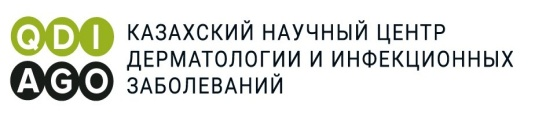 QDI
AGO
КАЗАХСКИЙ НАУЧНЫЙ ЦЕНТР
ДЕРМАТОЛОГИИ И ИНФЕКЦИОННЫХ
ЗАБОЛЕВАНИЙ